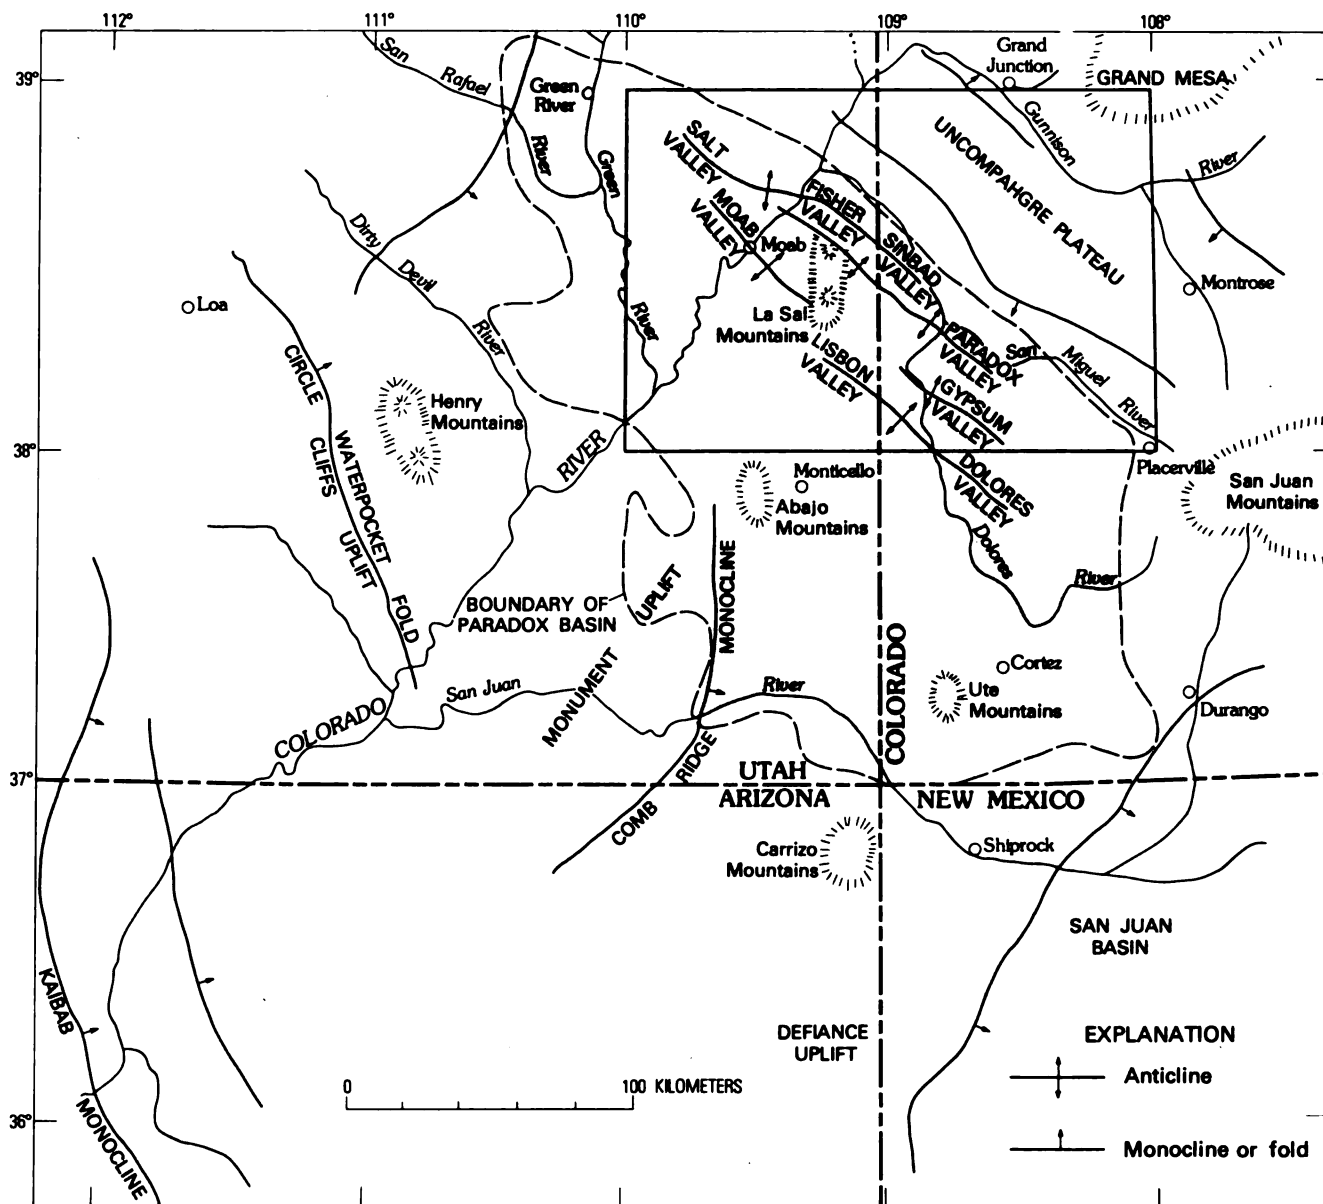 112°
111°
110°
109°
108°
39°
San
Rafael
River
Green
River
Green
River
Grand
Junction
GRAND MESA
Gunnison
River
UNCOMPAHGRE PLATEAU
SALT
VALLEY
MOAB
VALLEY
Moab
FISHER
VALLEY
SINBAD
VALLEY
La Sal
Mountains
LISBON
VALLEY
PARADOX
VALLEY
San
Miguel
River
GYPSUM
VALLEY
Montrose
Dirty
Devil
River
Loa
CIRCLE
CLIFFS
UPLIFT
WATERPOCKET
FOLD
Henry
Mountains
38°
RIVER
Monticello
Abajo
Mountains
DOLORES
VALLEY
Placerville
San Juan
Mountains
Dolores
River
BOUNDARY OF
PARADOX BASIN
MONUMENT
UPLIFT
MONOCLINE
COLORADO
San Juan
River
COLORADO
Cortez
Ute
Mountains
Durango
37°
COMB
RIDGE
UTAH
ARIZONA
NEW MEXICO
Carrizo
Mountains
Shiprock
SAN JUAN
BASIN
KAIBAB
MONOCLINE
DEFIANCE
UPLIFT
36°
0
100 KILOMETERS
EXPLANATION
Anticline
Monocline or fold